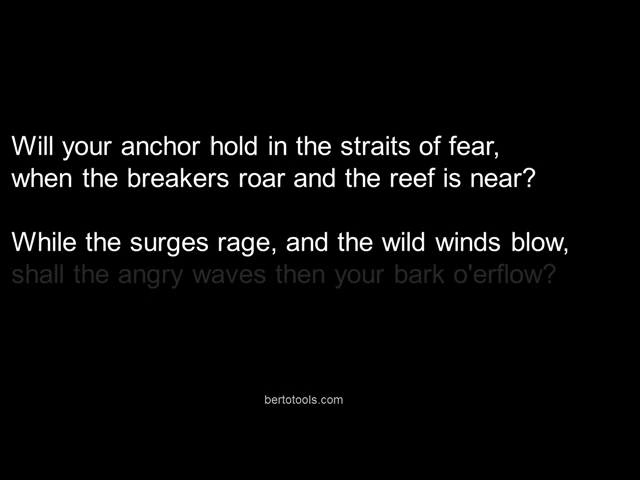 Will your anchor hold in the straits of fear,
when the breakers roar and the reef is near?
While the surges rage, and the wild winds blow,
shall the angry waves then your bark o'erflow?
bertotools.com